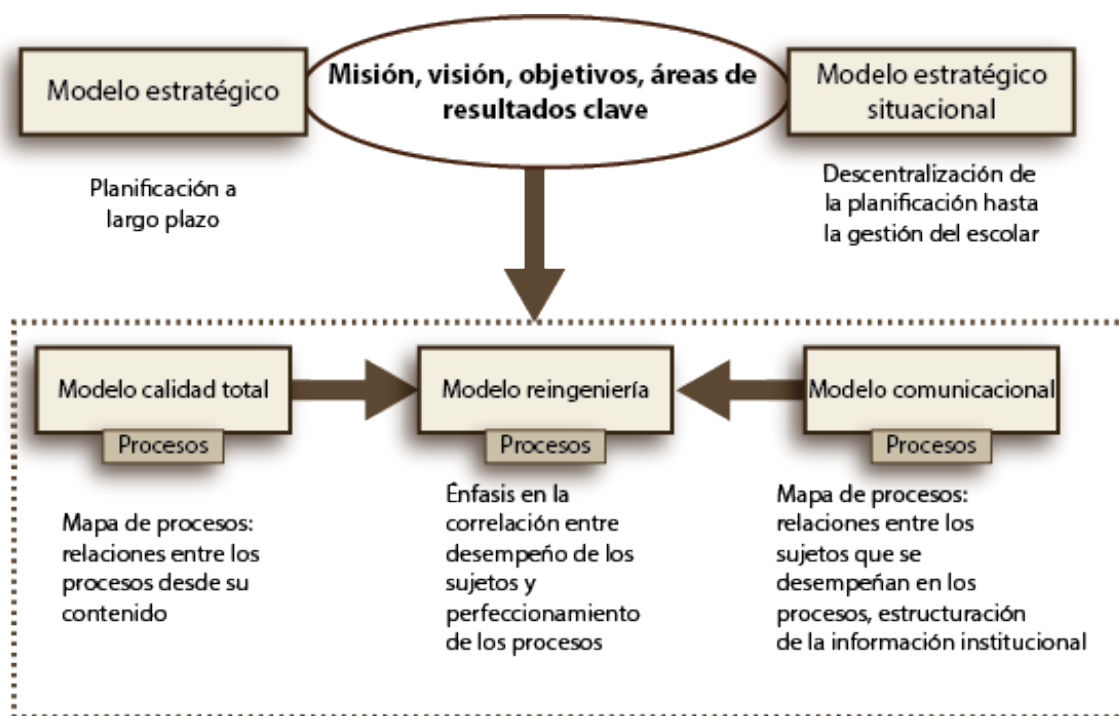 Modelo estratégico
Misión, visión, objetivos, áreas de
resultados clave
Modelo estratégico
situacional
Planificación a
largo plazo
Descentralización de
la planificación hasta
la gestión del escolar
Modelo calidad total
Procesos
Mapa de procesos:
relaciones entre los
procesos desde su
contenido
Modelo reingeniería
Procesos
Énfasis en la
correlación entre
desempeño de los
sujetos y
perfeccionamiento
de los procesos
Modelo comunicacional
Procesos
Mapa de procesos:
relaciones entre los
sujetos que se
desempeñan en los
procesos, estructuración
de la información institucional